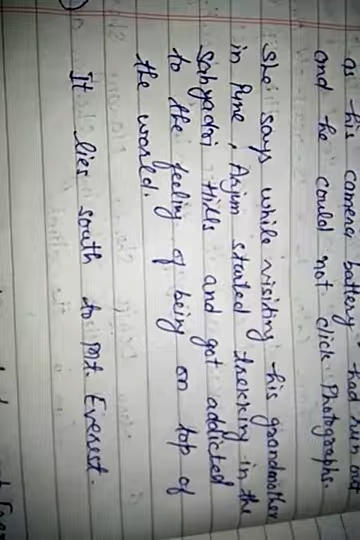 as his camera battery had run out
and he could not click Photographs.
She says while visiting his grandmother
in Pune, Arjun started trekking in the
Sahyadri Hills and got addicted
to the feeling of being on top of
the world.
It lies south to Mt. Everest.